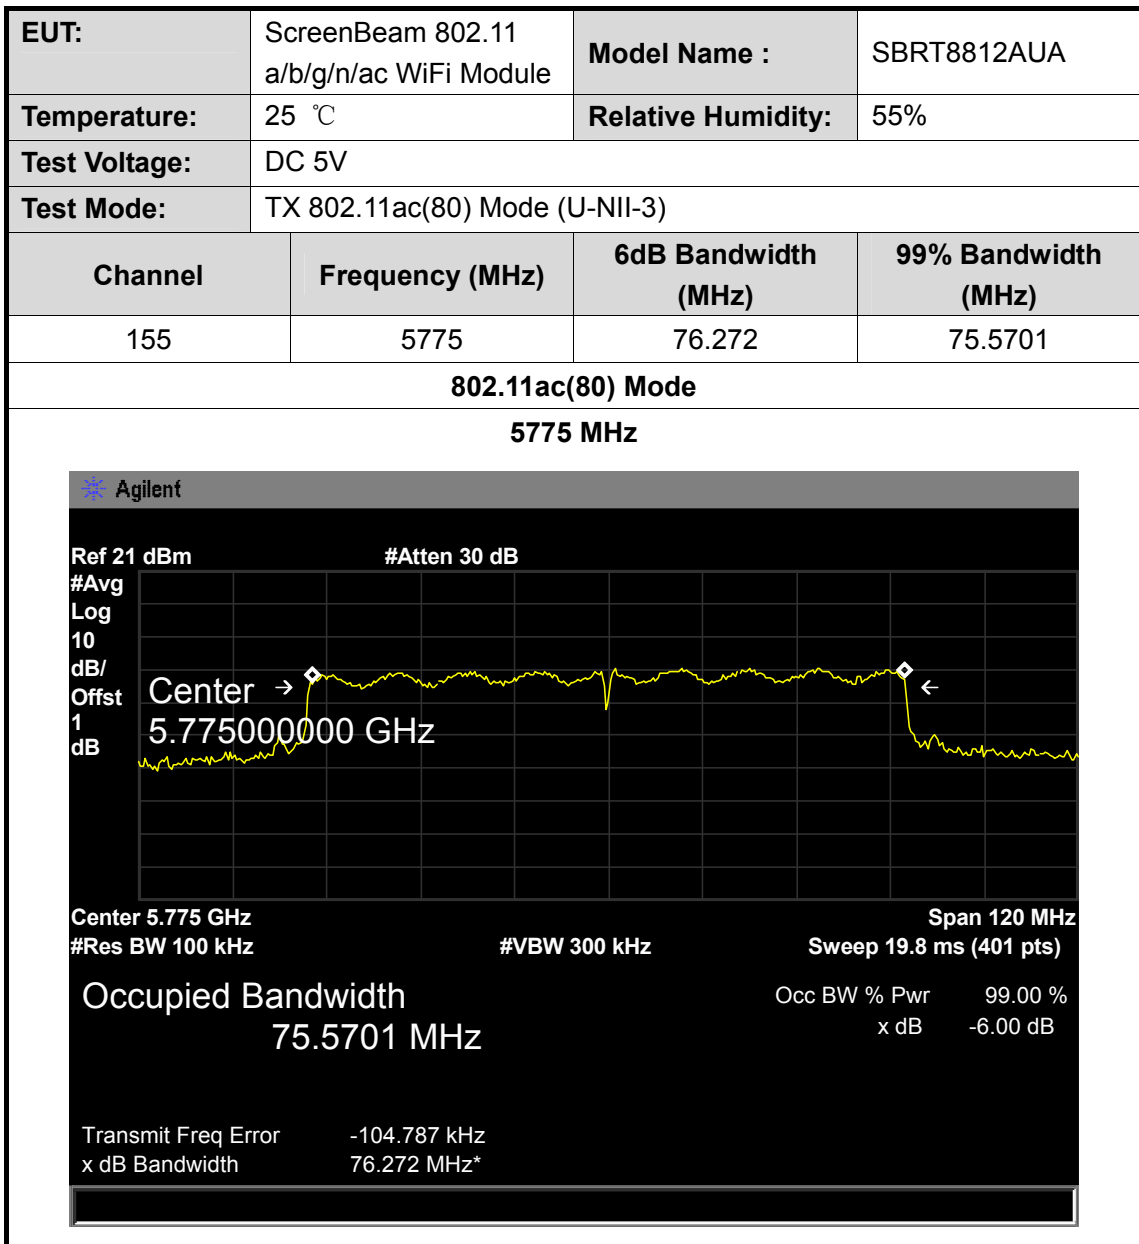 EUT: ScreenBeam 802.11 a/b/g/n/ac WiFi Module Model Name : SBRT8812AUA
Temperature: 25 ℃ Relative Humidity: 55%
Test Voltage: DC 5V
Test Mode: TX 802.11ac(80) Mode (U-NII-3)
Channel Frequency (MHz) 6dB Bandwidth (MHz) 99% Bandwidth (MHz)
155 5775 76.272 75.5701
802.11ac(80) Mode
5775 MHz
Agilent
Ref 21 dBm #Atten 30 dB
#Avg
Log
10
dB/
Offst
1
dB
Center
5.775000000 GHz
Center 5.775 GHz Span 120 MHz
#Res BW 100 kHz #VBW 300 kHz Sweep 19.8 ms (401 pts)
Occupied Bandwidth Occ BW % Pwr 99.00 %
75.5701 MHz x dB -6.00 dB
Transmit Freq Error -104.787 kHz
x dB Bandwidth 76.272 MHz*